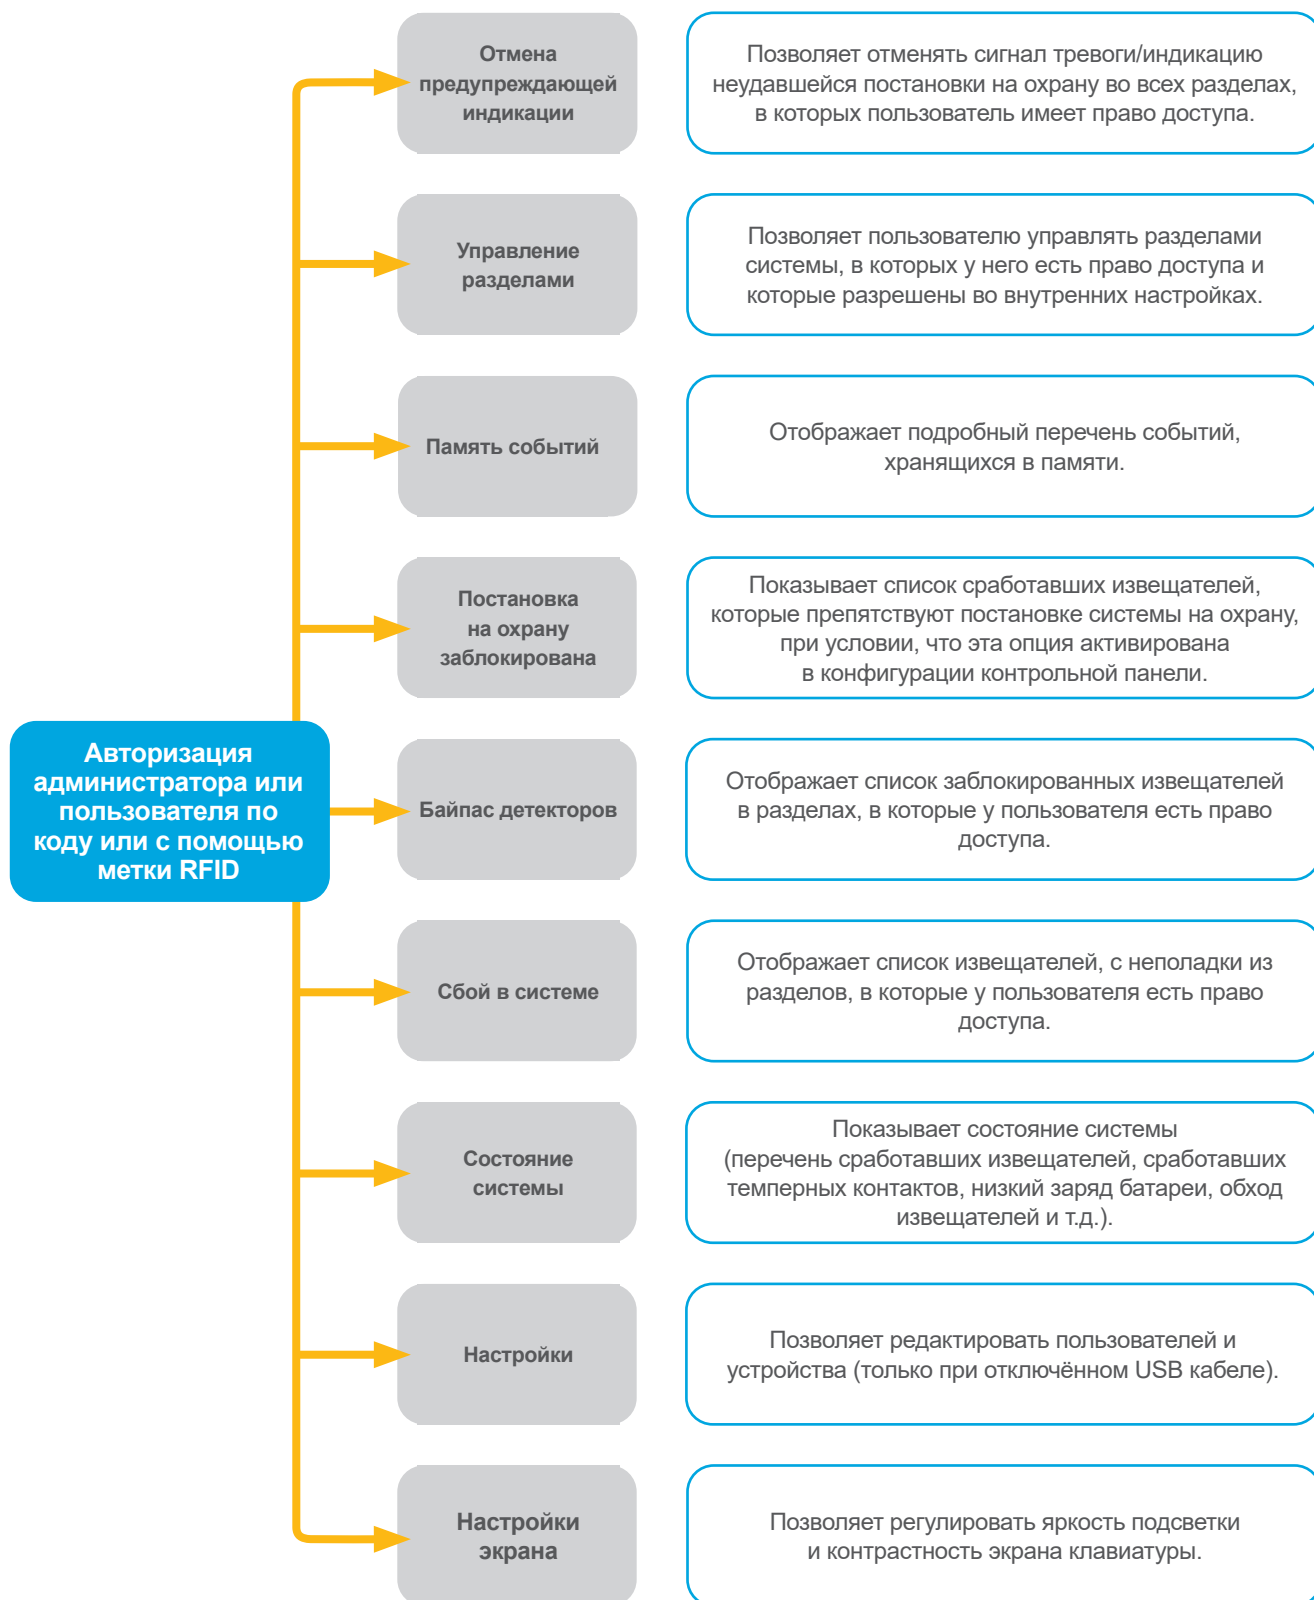 Отмена
предупреждающей
индикации
Позволяет отменять сигнал тревоги/индикацию
неудавшейся постановки на охрану во всех разделах,
в которых пользователь имеет право доступа.
Управление
разделами
Позволяет пользователю управлять разделами
системы, в которых у него есть право доступа и
которые разрешены во внутренних настройках.
Память событий
Отображает подробный перечень событий,
хранящихся в памяти.
Постановка
на охрану
заблокирована
Показывает список сработавших извещателей,
которые препятствуют постановке системы на охрану,
при условии, что эта опция активирована
в конфигурации контрольной панели.
Авторизация
администратора или
пользователя по
коду или с помощью
метки RFID
Байпас детекторов
Отображает список заблокированных извещателей
в разделах, в которые у пользователя есть право
доступа.
Сбой в системе
Отображает список извещателей, с неполадки из
разделов, в которые у пользователя есть право
доступа.
Состояние
системы
Показывает состояние системы
(перечень сработавших извещателей, сработавших
темперных контактов, низкий заряд батареи, обход
извещателей и т.д.).
Настройки
Позволяет редактировать пользователей и
устройства (только при отключённом USB кабеле).
Настройки
экрана
Позволяет регулировать яркость подсветки
и контрастность экрана клавиатуры.